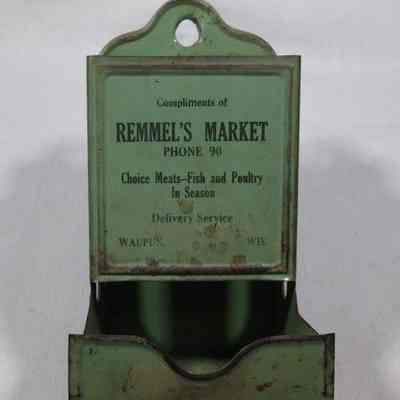 Compliments of
REMMEL'S MARKET
PHONE 90
Choice Meats-Fish and Poultry
In Season
Delivery Service
WAUPUN, WIS.